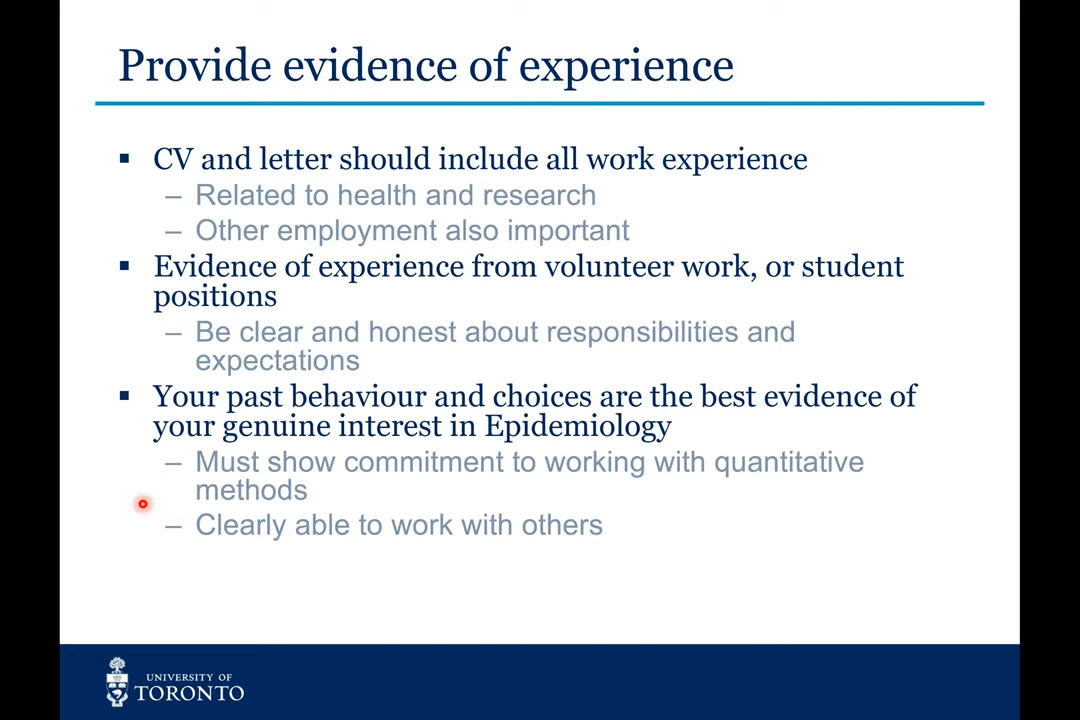 Provide evidence of experience
▪ CV and letter should include all work experience
– Related to health and research
– Other employment also important
▪ Evidence of experience from volunteer work, or student
positions
– Be clear and honest about responsibilities and
expectations
▪ Your past behaviour and choices are the best evidence of
your genuine interest in Epidemiology
– Must show commitment to working with quantitative
methods
– Clearly able to work with others
UNIVERSITY OF
TORONTO